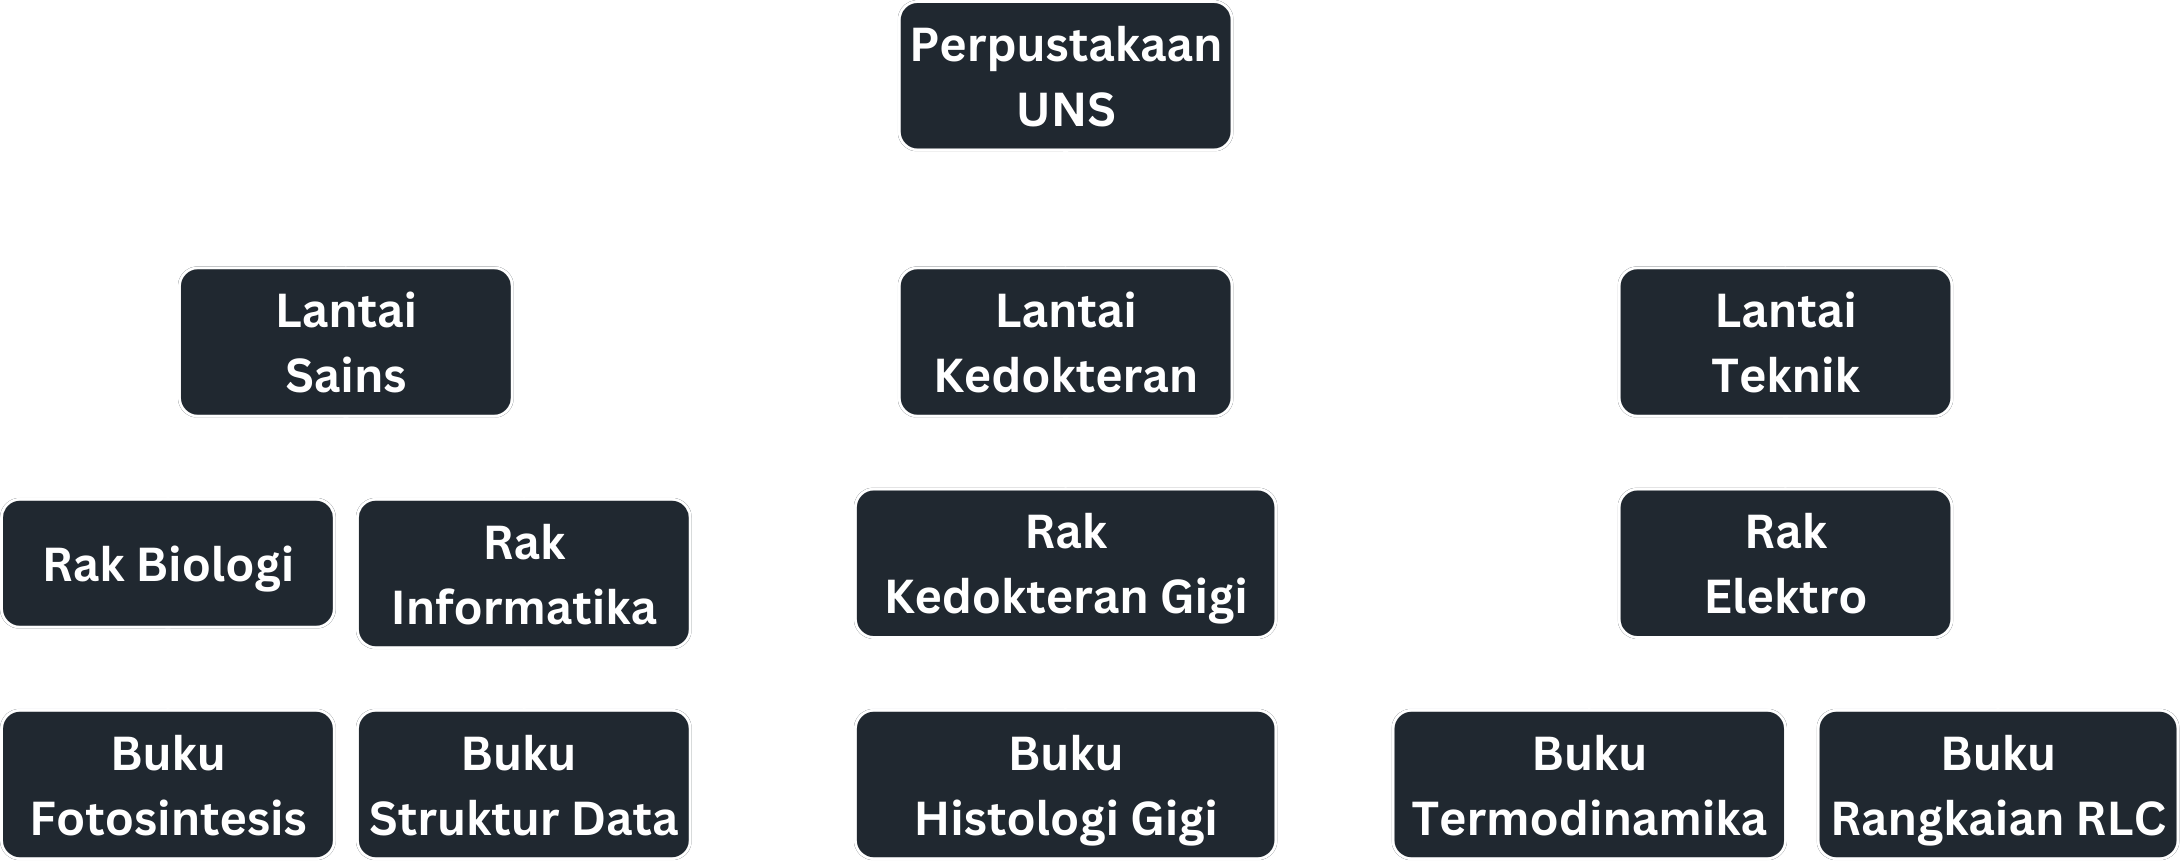 Perpustakaan
UNS
Lantai
Sains
Lantai
Kedokteran
Lantai
Teknik
Rak Biologi
Rak
Informatika
Rak
Kedokteran Gigi
Rak
Elektro
Buku
Fotosintesis
Buku
Struktur Data
Buku
Histologi Gigi
Buku
Termodinamika
Buku
Rangkaian RLC